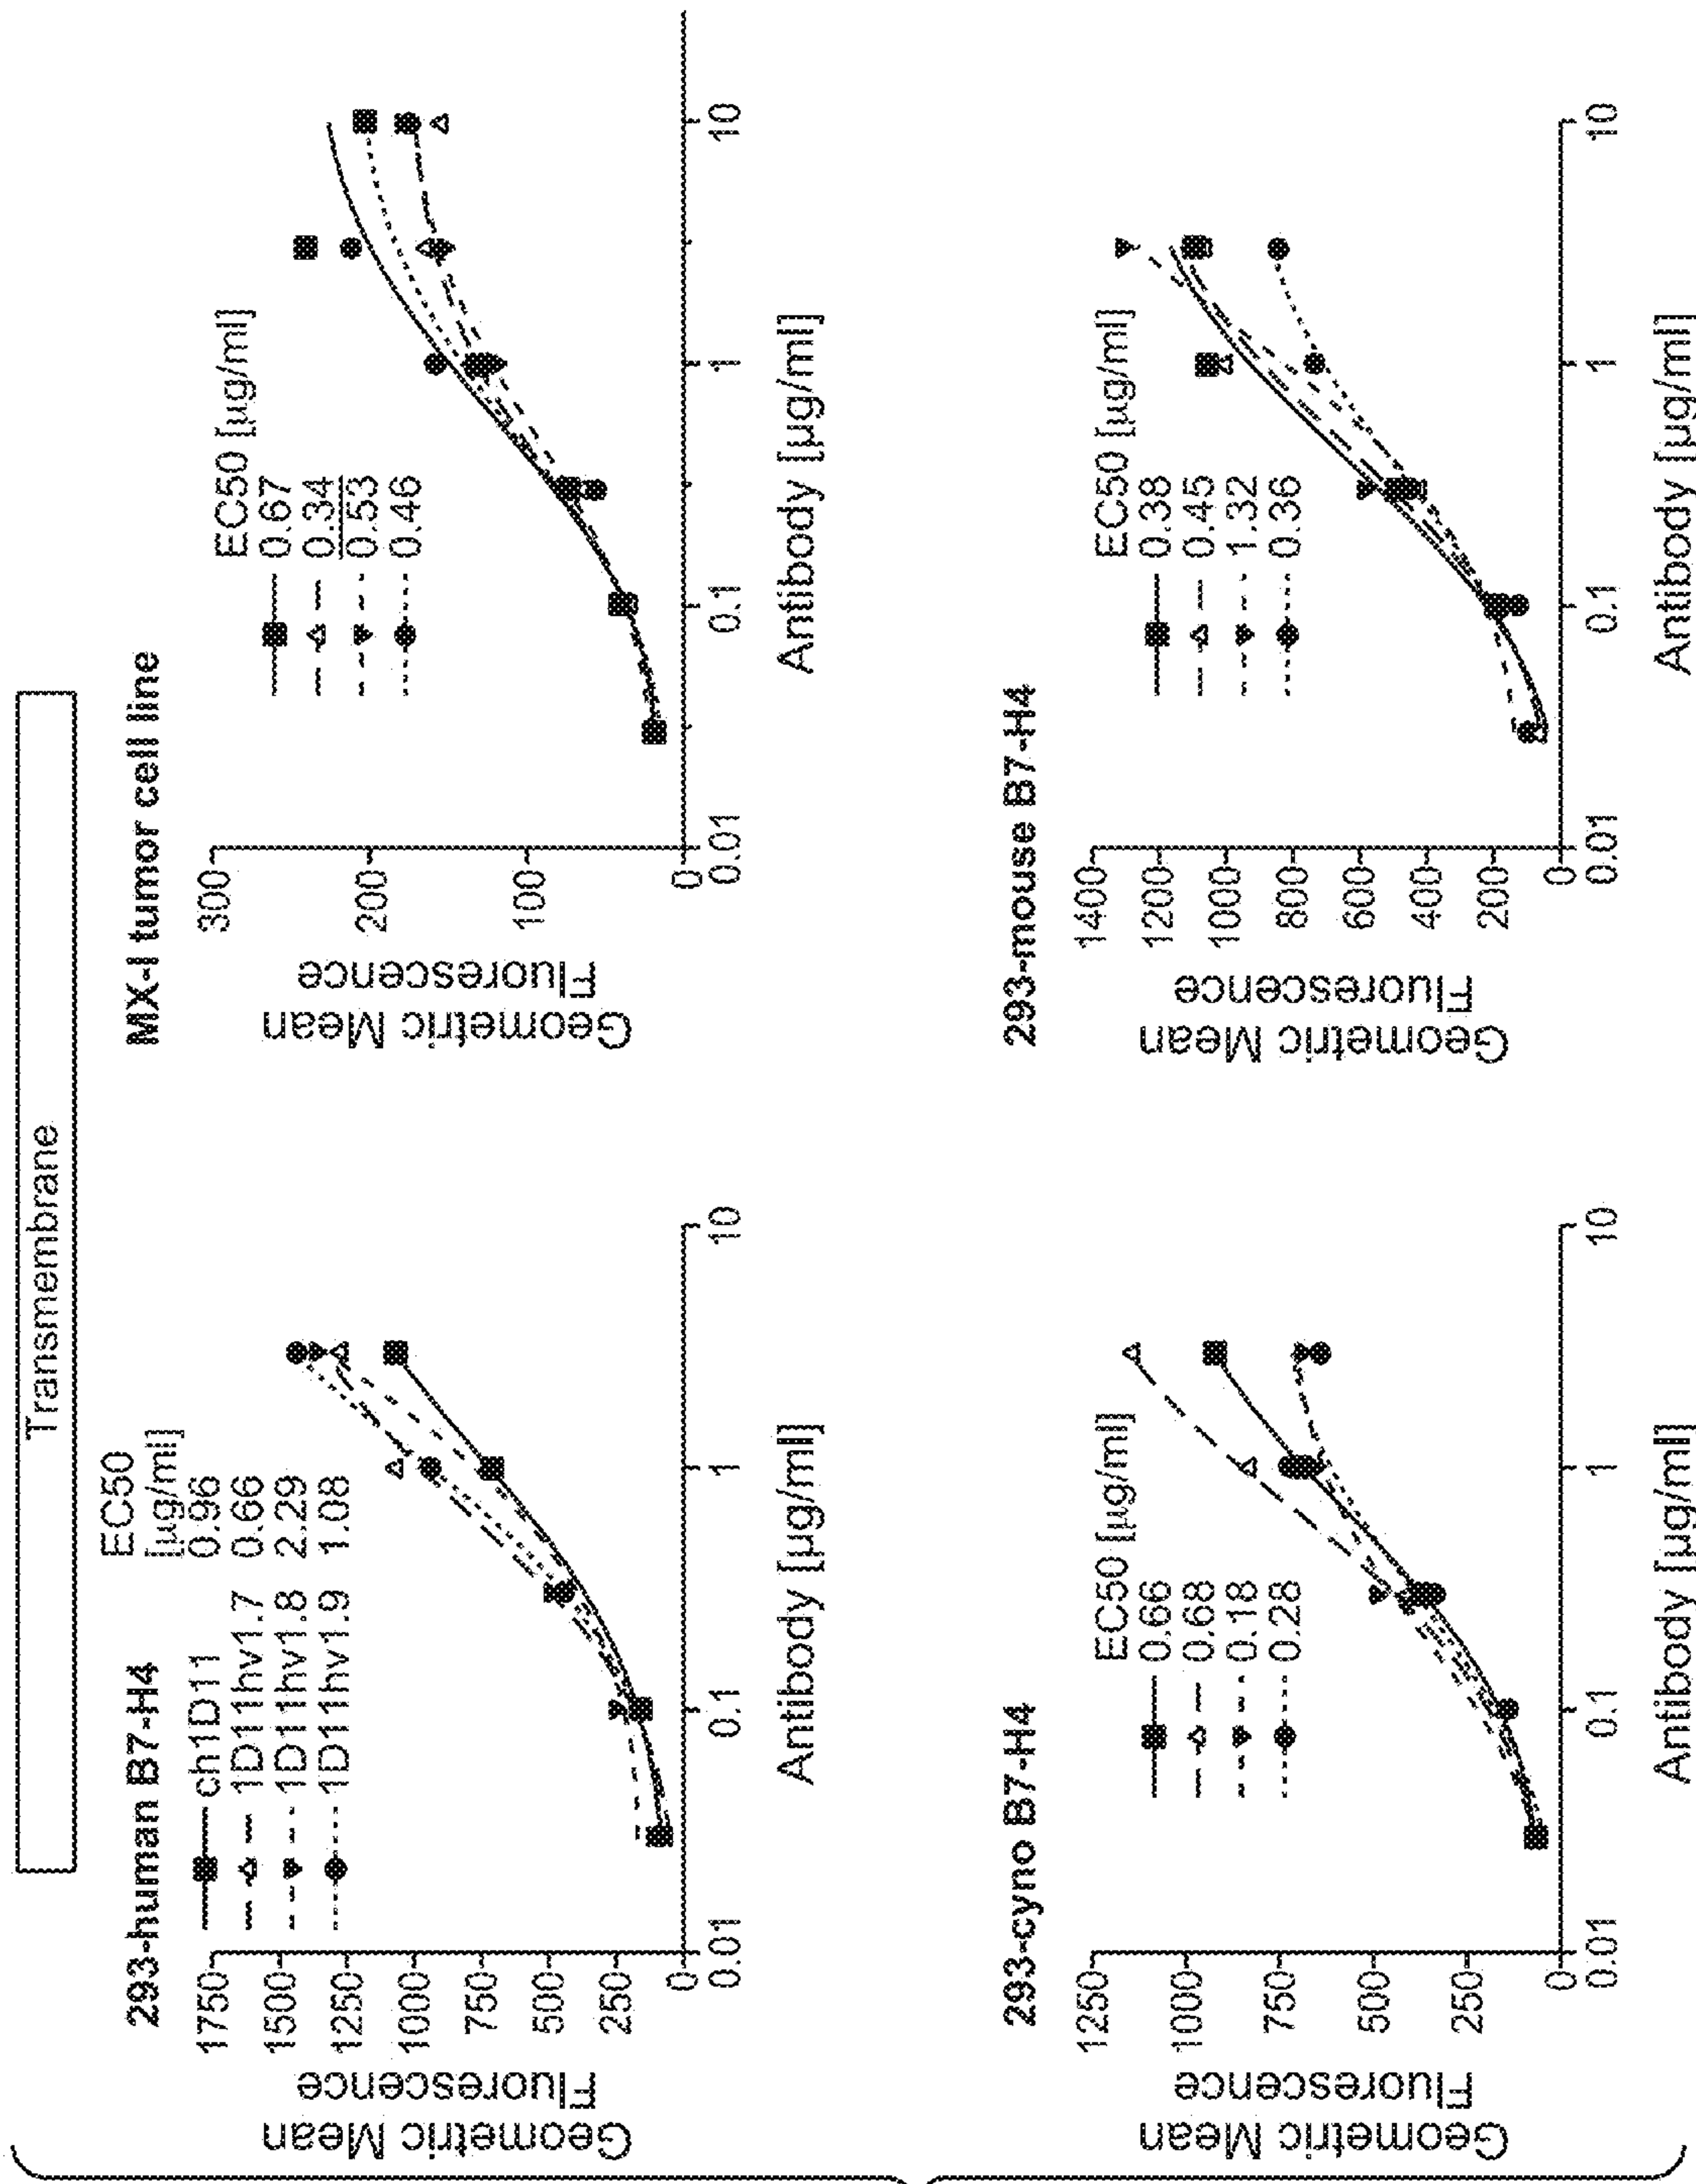 Transmembrane
293-human B7-H4
EC50
[µg/ml]
ch1D11 0.96
1D11hv1.7 0.66
1D11hv1.8 2.29
1D11hv1.9 1.08
1750
1500
1250
1000
750
500
250
0
Geometric Mean
Fluorescence
0.01 0.1 1 10
Antibody [µg/ml]
MX-I tumor cell line
EC50 [µg/ml]
0.67
0.34
0.53
0.46
300
200
100
0
Geometric Mean
Fluorescence
0.01 0.1 1 10
Antibody [µg/ml]
293-cyno B7-H4
EC50 [µg/ml]
0.66
0.68
0.18
0.28
1250
1000
750
500
250
0
Geometric Mean
Fluorescence
0.01 0.1 1 10
Antibody [µg/ml]
293-mouse B7-H4
EC50 [µg/ml]
0.38
0.45
1.32
0.36
1400
1200
1000
800
600
400
200
0
Geometric Mean
Fluorescence
0.01 0.1 1 10
Antibody [µg/ml]